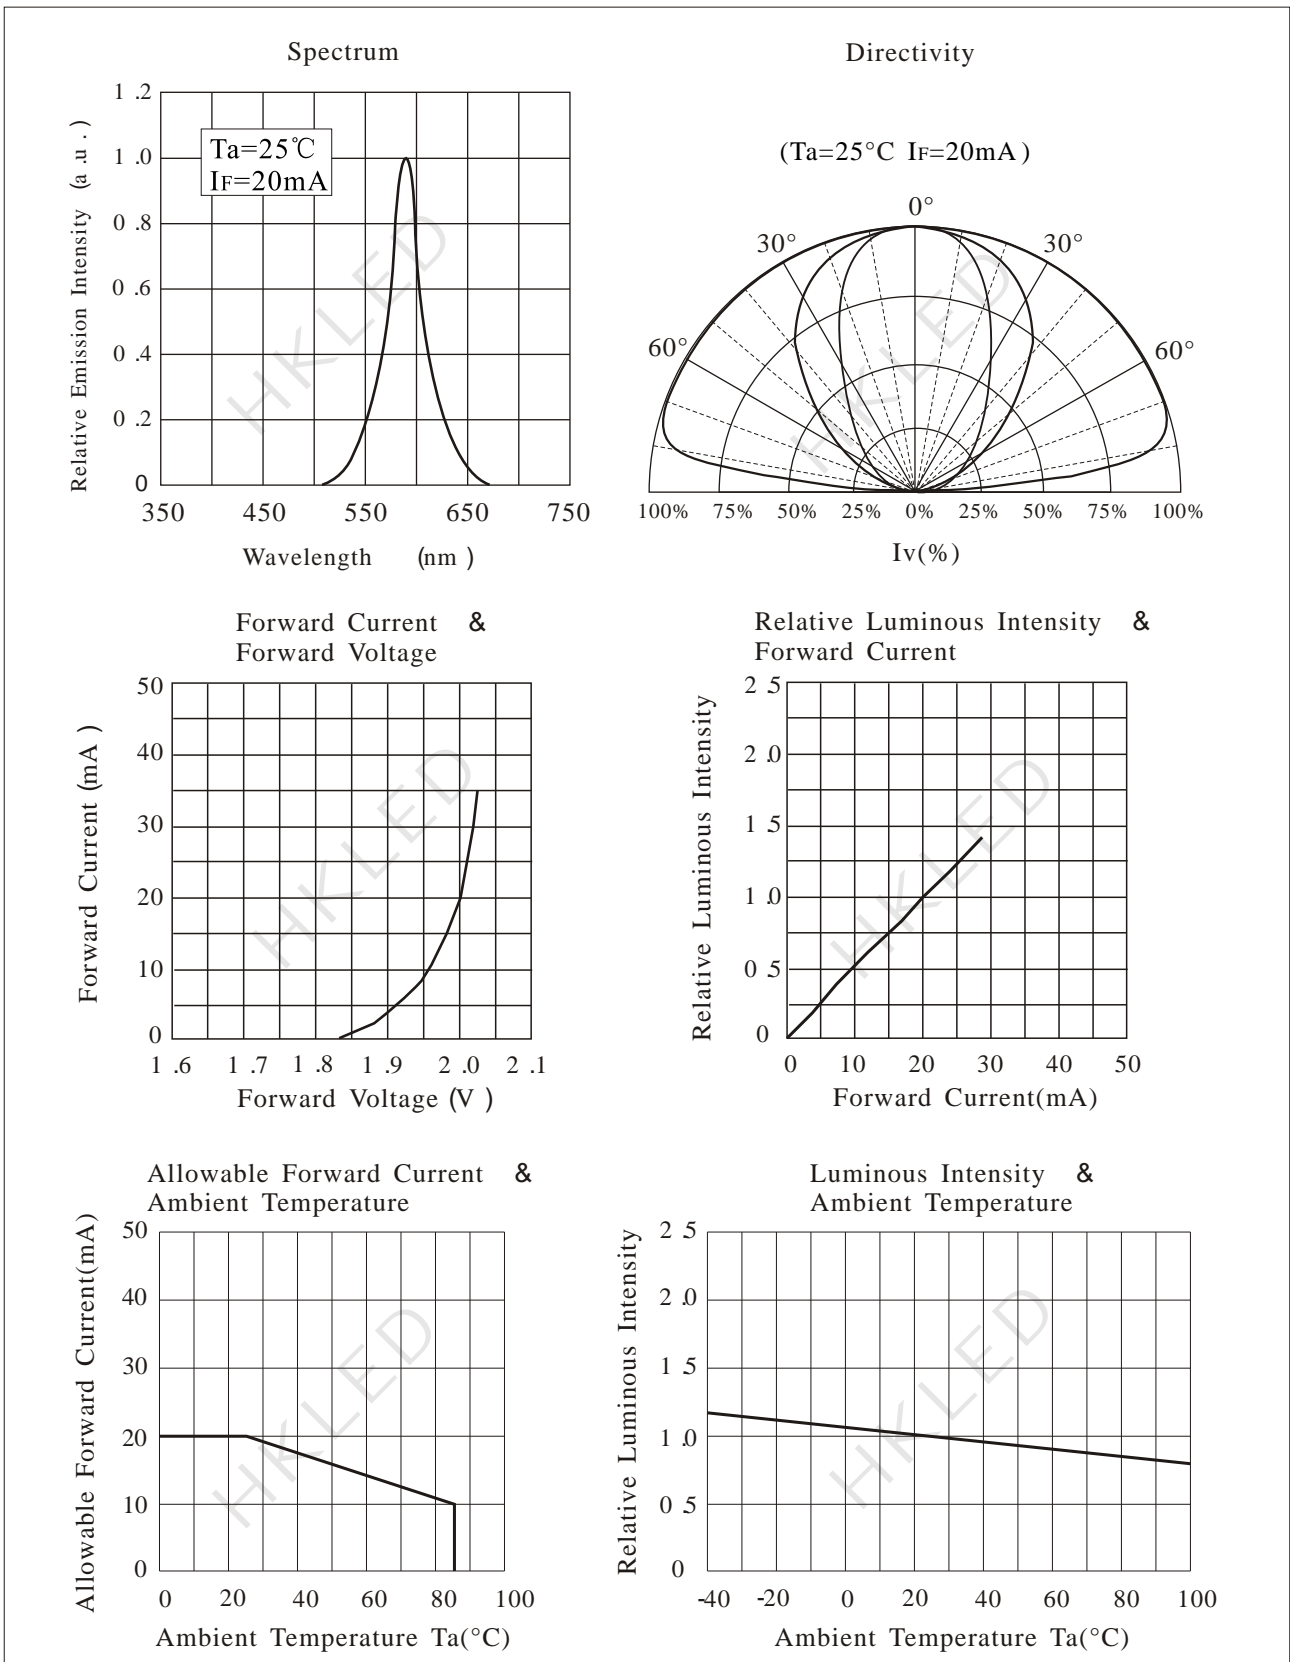 Spectrum
Relative Emission Intensity (a.u.)
1.2
1.0
0.8
0.6
0.4
0.2
0
Ta=25℃
IF=20mA
350 450 550 650 750
Wavelength (nm)
Directivity
(Ta=25°C IF=20mA)
0°
30° 30°
60° 60°
100% 75% 50% 25% 0% 25% 50% 75% 100%
Iv(%)
Forward Current &
Forward Voltage
Forward Current (mA)
50
40
30
20
10
0
1.6 1.7 1.8 1.9 2.0 2.1
Forward Voltage (V)
Relative Luminous Intensity &
Forward Current
Relative Luminous Intensity
2 5
2.0
1 5
1.0
0 5
0
0 10 20 30 40 50
Forward Current(mA)
Allowable Forward Current &
Ambient Temperature
Allowable Forward Current(mA)
50
40
30
20
10
0
0 20 40 60 80 100
Ambient Temperature Ta(°C)
Luminous Intensity &
Ambient Temperature
Relative Luminous Intensity
2 5
2.0
1 5
1.0
0 5
0
-40 -20 0 20 40 60 80 100
Ambient Temperature Ta(°C)
HKLED
HKLED
HKLED
HKLED
HKLED
HKLED